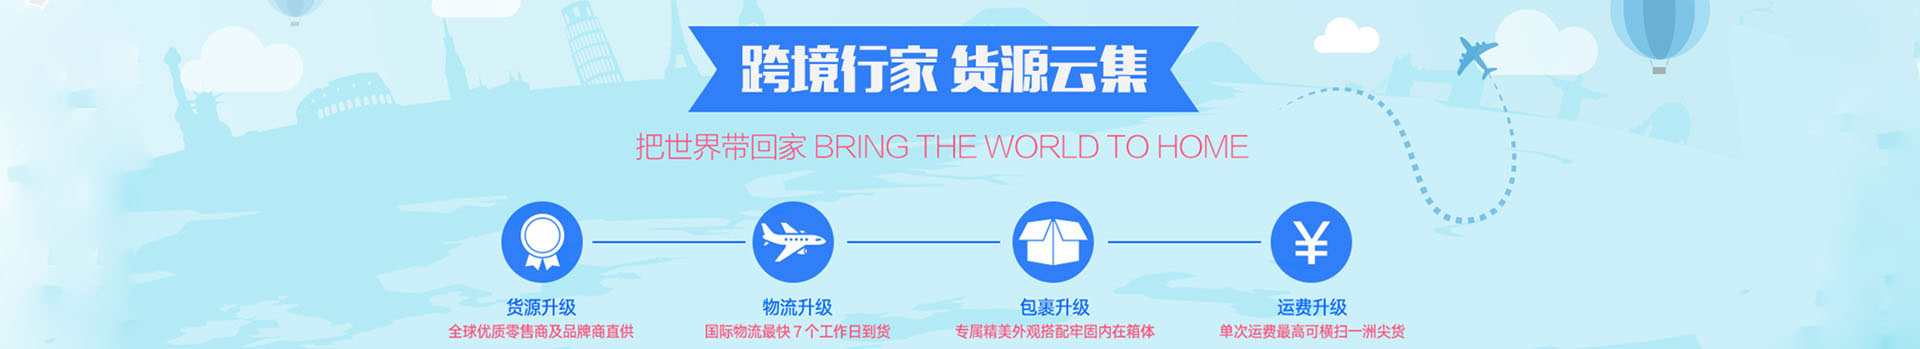 跨境行家 货源云集
把世界带回家 BRING THE WORLD TO HOME
货源升级
全球优质零售商及品牌商直供
物流升级
国际物流最快7个工作日到货
包裹升级
专属精美外观搭配牢固内在箱体
¥
运费升级
单次运费最高可横扫一洲尖货